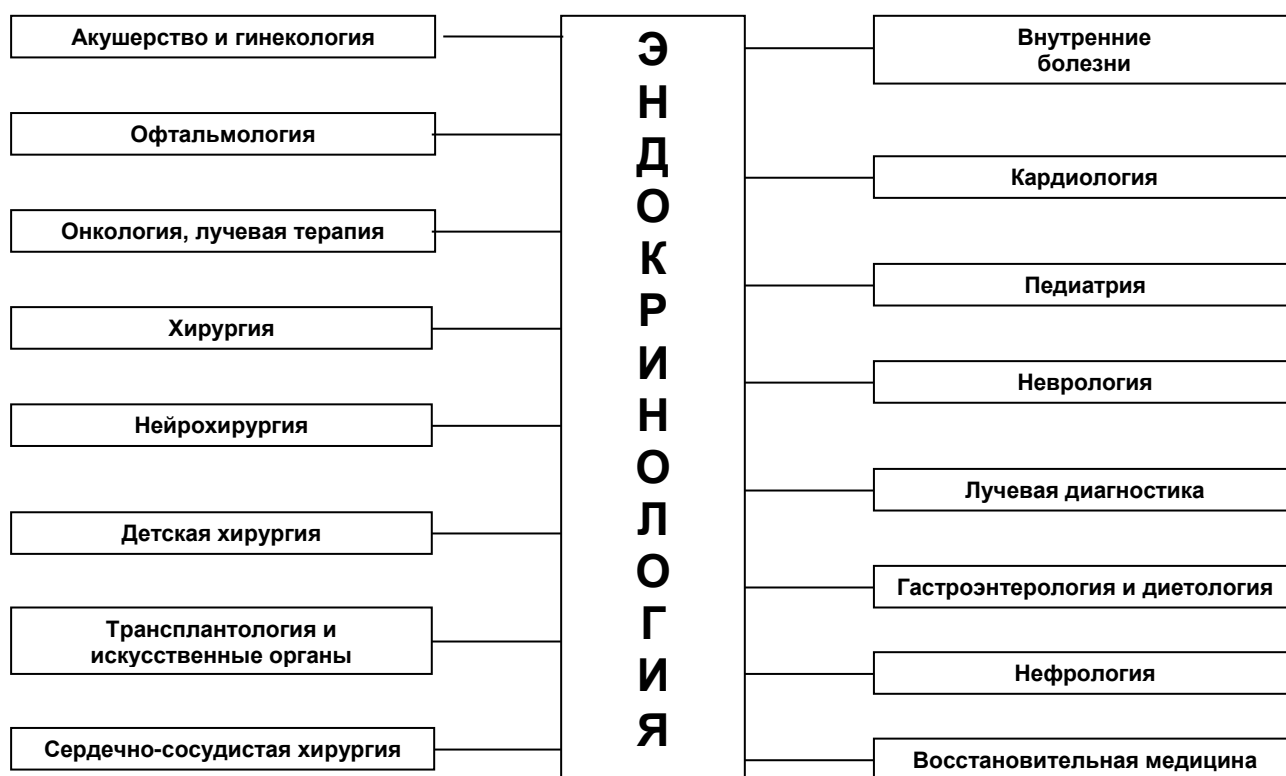 Акушерство и гинекология
Офтальмология
Онкология, лучевая терапия
Хирургия
Нейрохирургия
Детская хирургия
Трансплантология и
искусственные органы
Сердечно-сосудистая хирургия
Э
Н
Д
О
К
Р
И
Н
О
Л
О
Г
И
Я
Внутренние
болезни
Кардиология
Педиатрия
Неврология
Лучевая диагностика
Гастроэнтерология и диетология
Нефрология
Восстановительная медицина